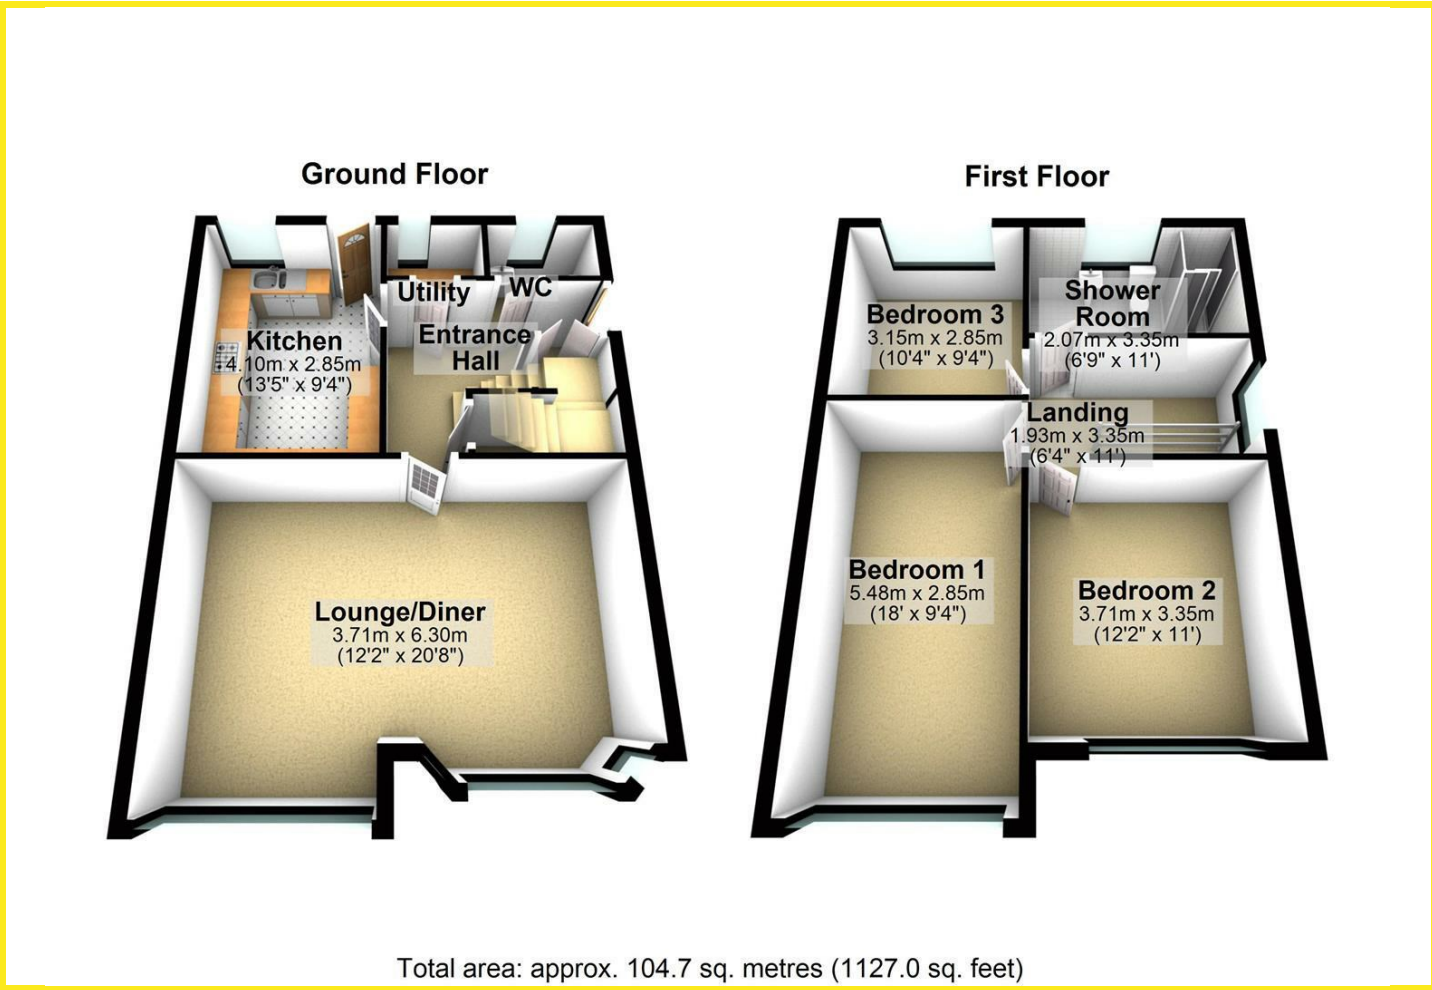 Ground Floor
First Floor
Kitchen
4.10m x 2.85m
(13'5" x 9'4")
Utility
WC
Entrance
Hall
Lounge/Diner
3.71m x 6.30m
(12'2" x 20'8")
Bedroom 3
3.15m x 2.85m
(10'4" x 9'4")
Shower
Room
2.07m x 3.35m
(6'9" x 11')
Landing
1.93m x 3.35m
(6'4" x 11')
Bedroom 1
5.48m x 2.85m
(18' x 9'4")
Bedroom 2
3.71m x 3.35m
(12'2" x 11')
Total area: approx. 104.7 sq. metres (1127.0 sq. feet)